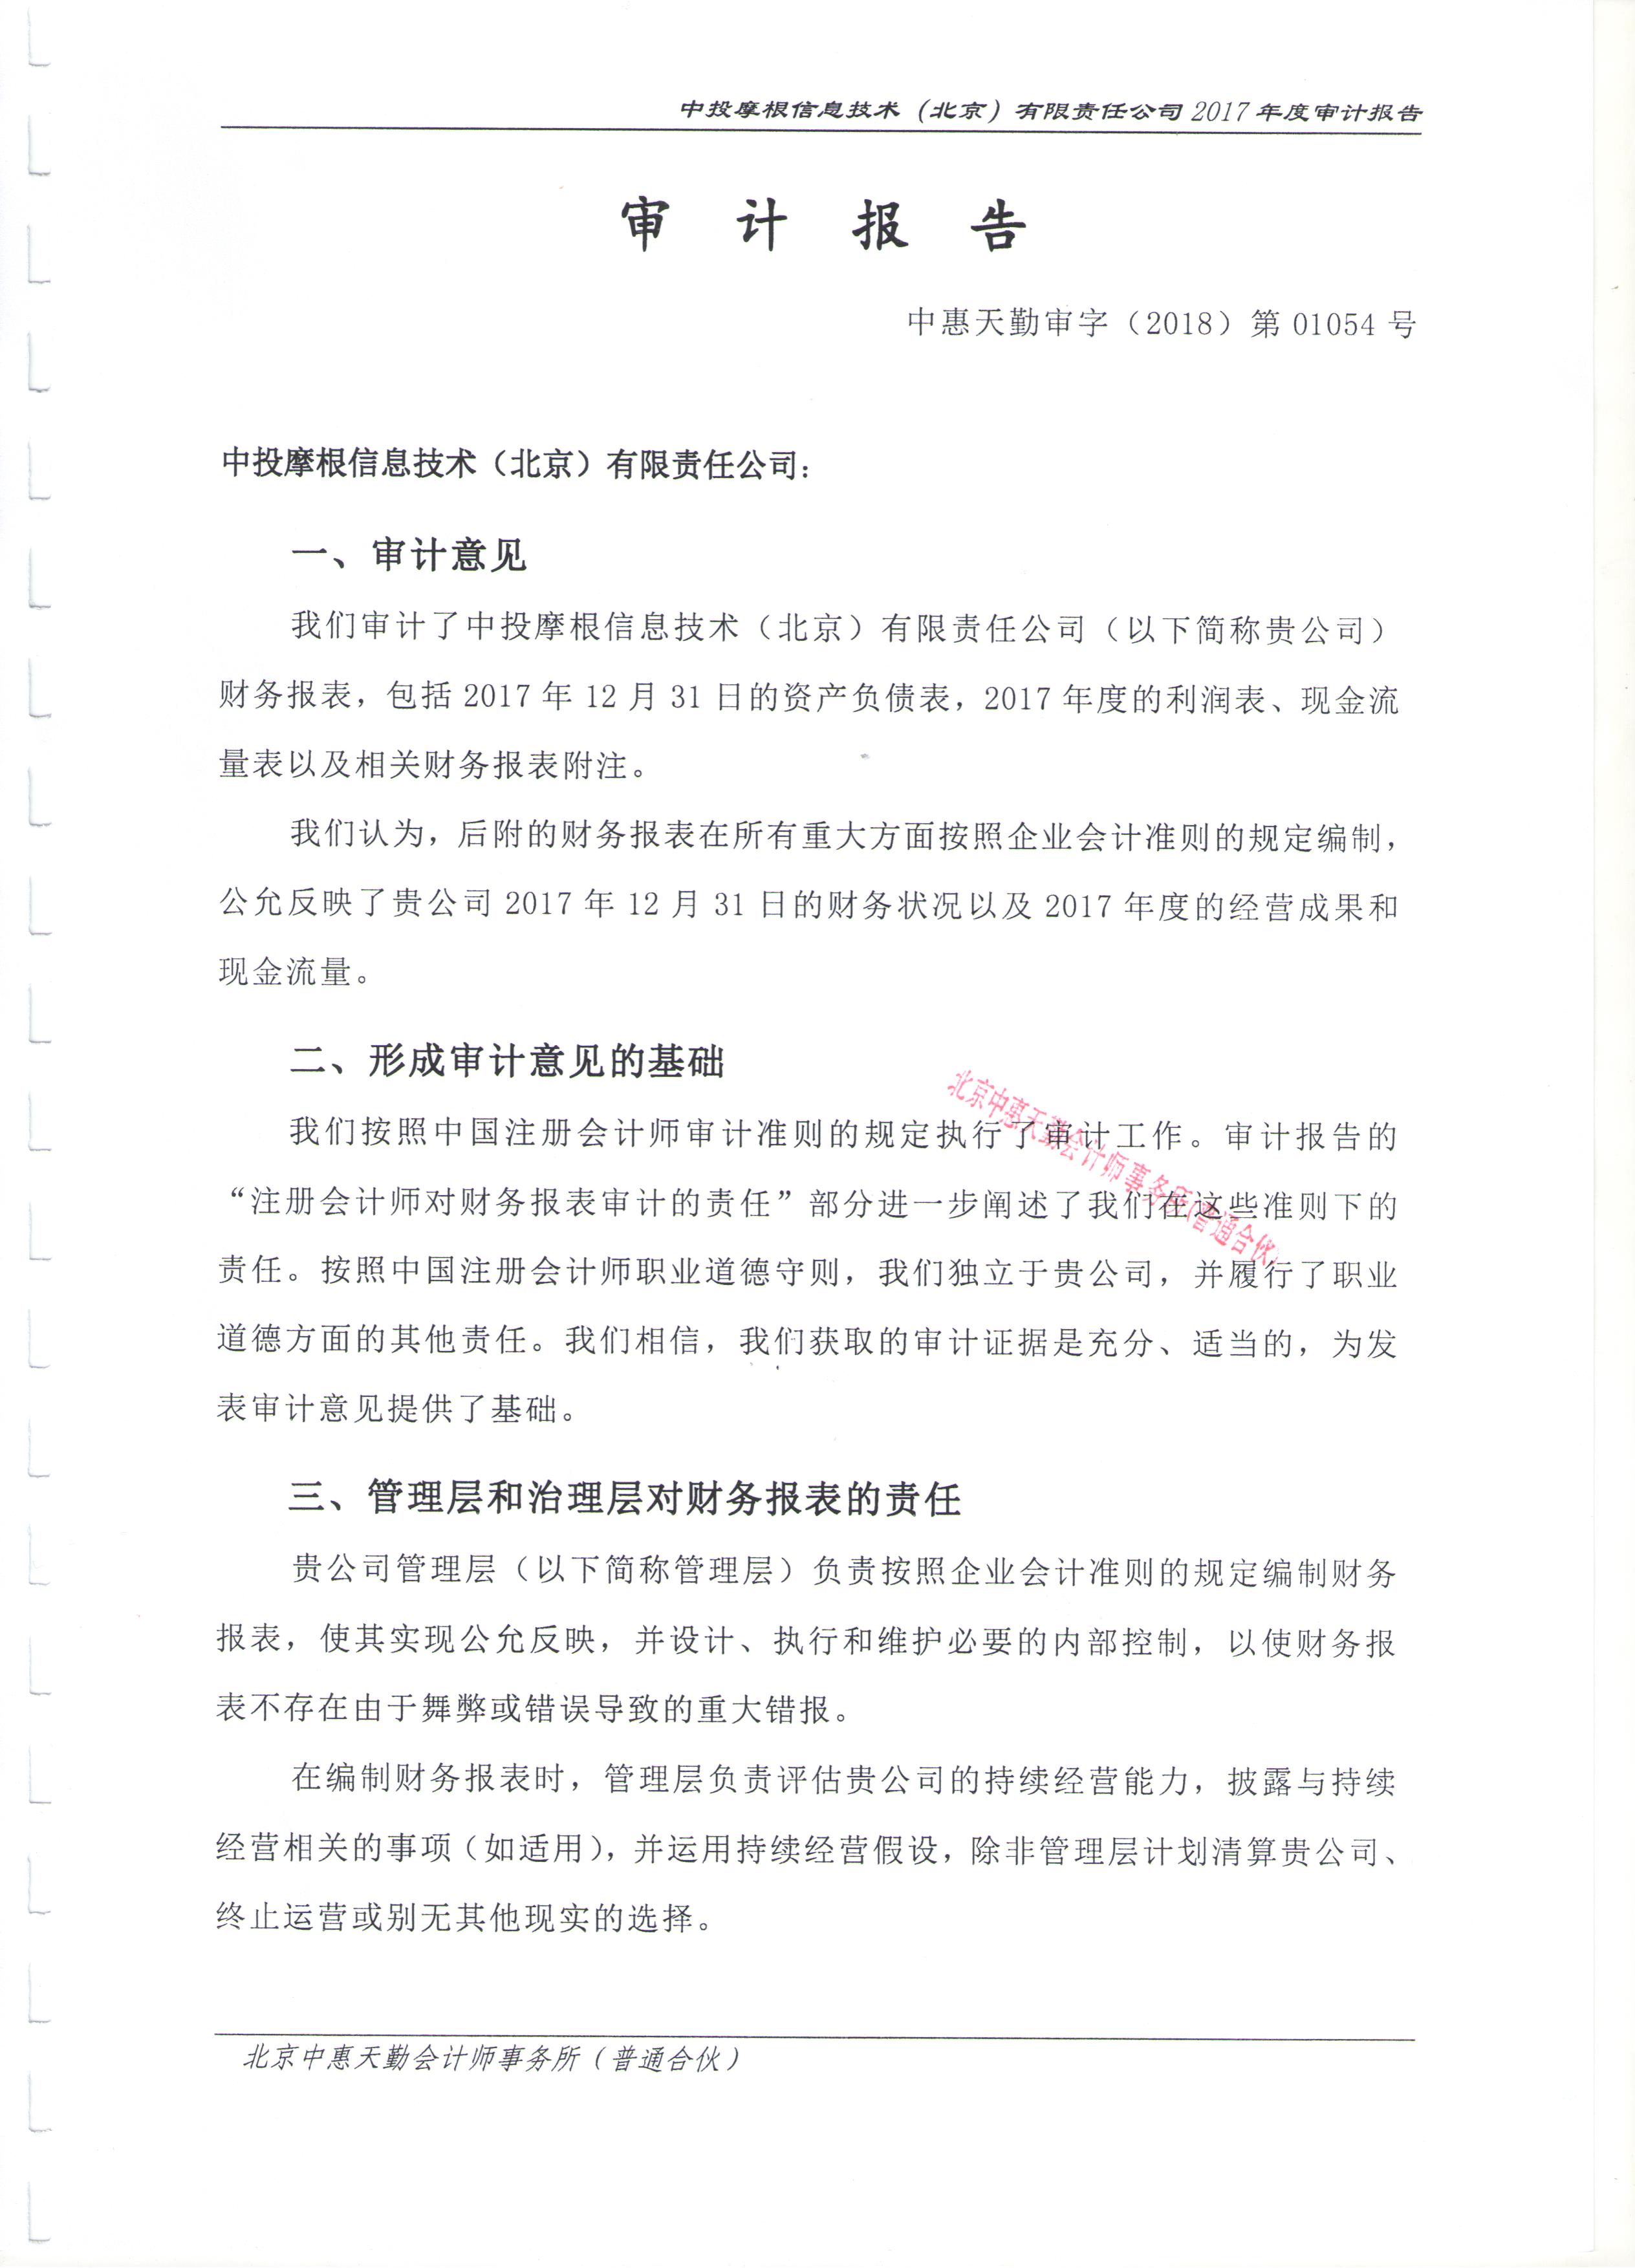 中投摩根信息技术（北京）有限责任公司 2017 年度审计报告
审 计 报 告
中惠天勤审字（2018）第 01054 号
中投摩根信息技术（北京）有限责任公司：
一、审计意见
我们审计了中投摩根信息技术（北京）有限责任公司（以下简称贵公司）
财务报表，包括 2017 年 12 月 31 日的资产负债表，2017 年度的利润表、现金流
量表以及相关财务报表附注。
我们认为，后附的财务报表在所有重大方面按照企业会计准则的规定编制，
公允反映了贵公司 2017 年 12 月 31 日的财务状况以及 2017 年度的经营成果和
现金流量。
二、形成审计意见的基础
北京中惠天勤会计师事务所(普通合伙)
我们按照中国注册会计师审计准则的规定执行了审计工作。审计报告的
“注册会计师对财务报表审计的责任”部分进一步阐述了我们在这些准则下的
责任。按照中国注册会计师职业道德守则，我们独立于贵公司，并履行了职业
道德方面的其他责任。我们相信，我们获取的审计证据是充分、适当的，为发
表审计意见提供了基础。
三、管理层和治理层对财务报表的责任
贵公司管理层（以下简称管理层）负责按照企业会计准则的规定编制财务
报表，使其实现公允反映，并设计、执行和维护必要的内部控制，以使财务报
表不存在由于舞弊或错误导致的重大错报。
在编制财务报表时，管理层负责评估贵公司的持续经营能力，披露与持续
经营相关的事项（如适用），并运用持续经营假设，除非管理层计划清算贵公司、
终止运营或别无其他现实的选择。
北京中惠天勤会计师事务所（普通合伙）